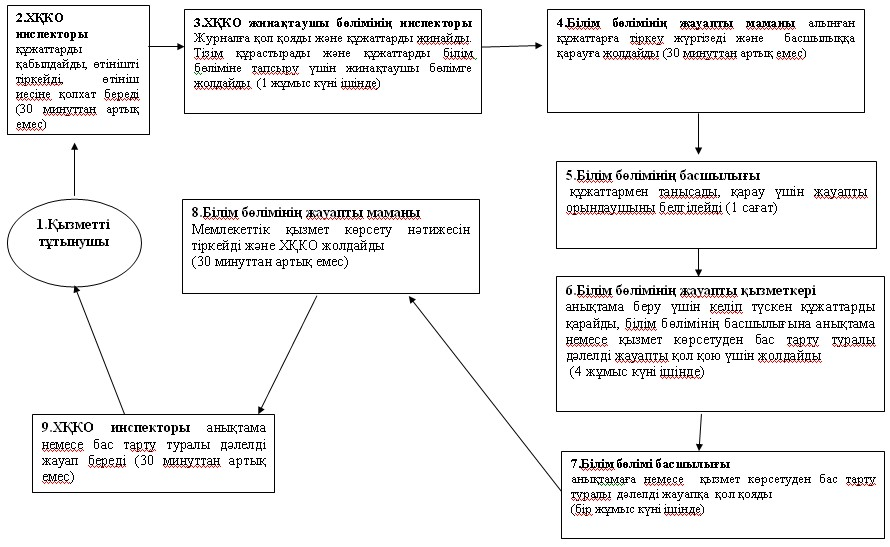 2.ХҚКО
инспекторы
құжаттарды
қабылдайды, өтінішті
тіркейді, өтініш
иесіне қолхат береді
(30 минуттан артық
емес)
3.ХҚКО жинақтаушы бөлімінің инспекторы
Журналға қол қояды және құжаттарды жинайды.
Тізім құрастырады және құжаттарды білім
бөліміне тапсыру үшін жинақтаушы бөлімге
жолдайды (1 жұмыс күні ішінде)
4.Білім бөлімінің жауапты маманы алынған
құжаттарға тіркеу жүргізеді және басшылыққа
қарауға жолдайды (30 минуттан артық емес)
5.Білім бөлімінің басшылығы
құжаттармен танысады, қарау үшін жауапты
орындаушыны белгілейді (1 сағат)
6.Білім бөлімінің жауапты қызметкері
анықтама беру үшін келіп түскен құжаттарды
қарайды, білім бөлімінің басшылығына анықтама
немесе қызмет көрсетуден бас тарту туралы
дәлелді жауапты қол қою үшін жолдайды
(4 жұмыс күні ішінде)
7.Білім бөлімі басшылығы
анықтамаға немесе қызмет көрсетуден бас тарту
туралы дәлелді жауапқа қол қояды
(бір жұмыс күні ішінде)
8.Білім бөлімінің жауапты маманы
Мемлекеттік қызмет көрсету нәтижесін
тіркейді және ХҚКО жолдайды
(30 минуттан артық емес)
9.ХҚКО инспекторы анықтама
немесе бас тарту туралы дәлелді
жауап береді (30 минуттан артық
емес)
1.Қызметті
тұтынушы